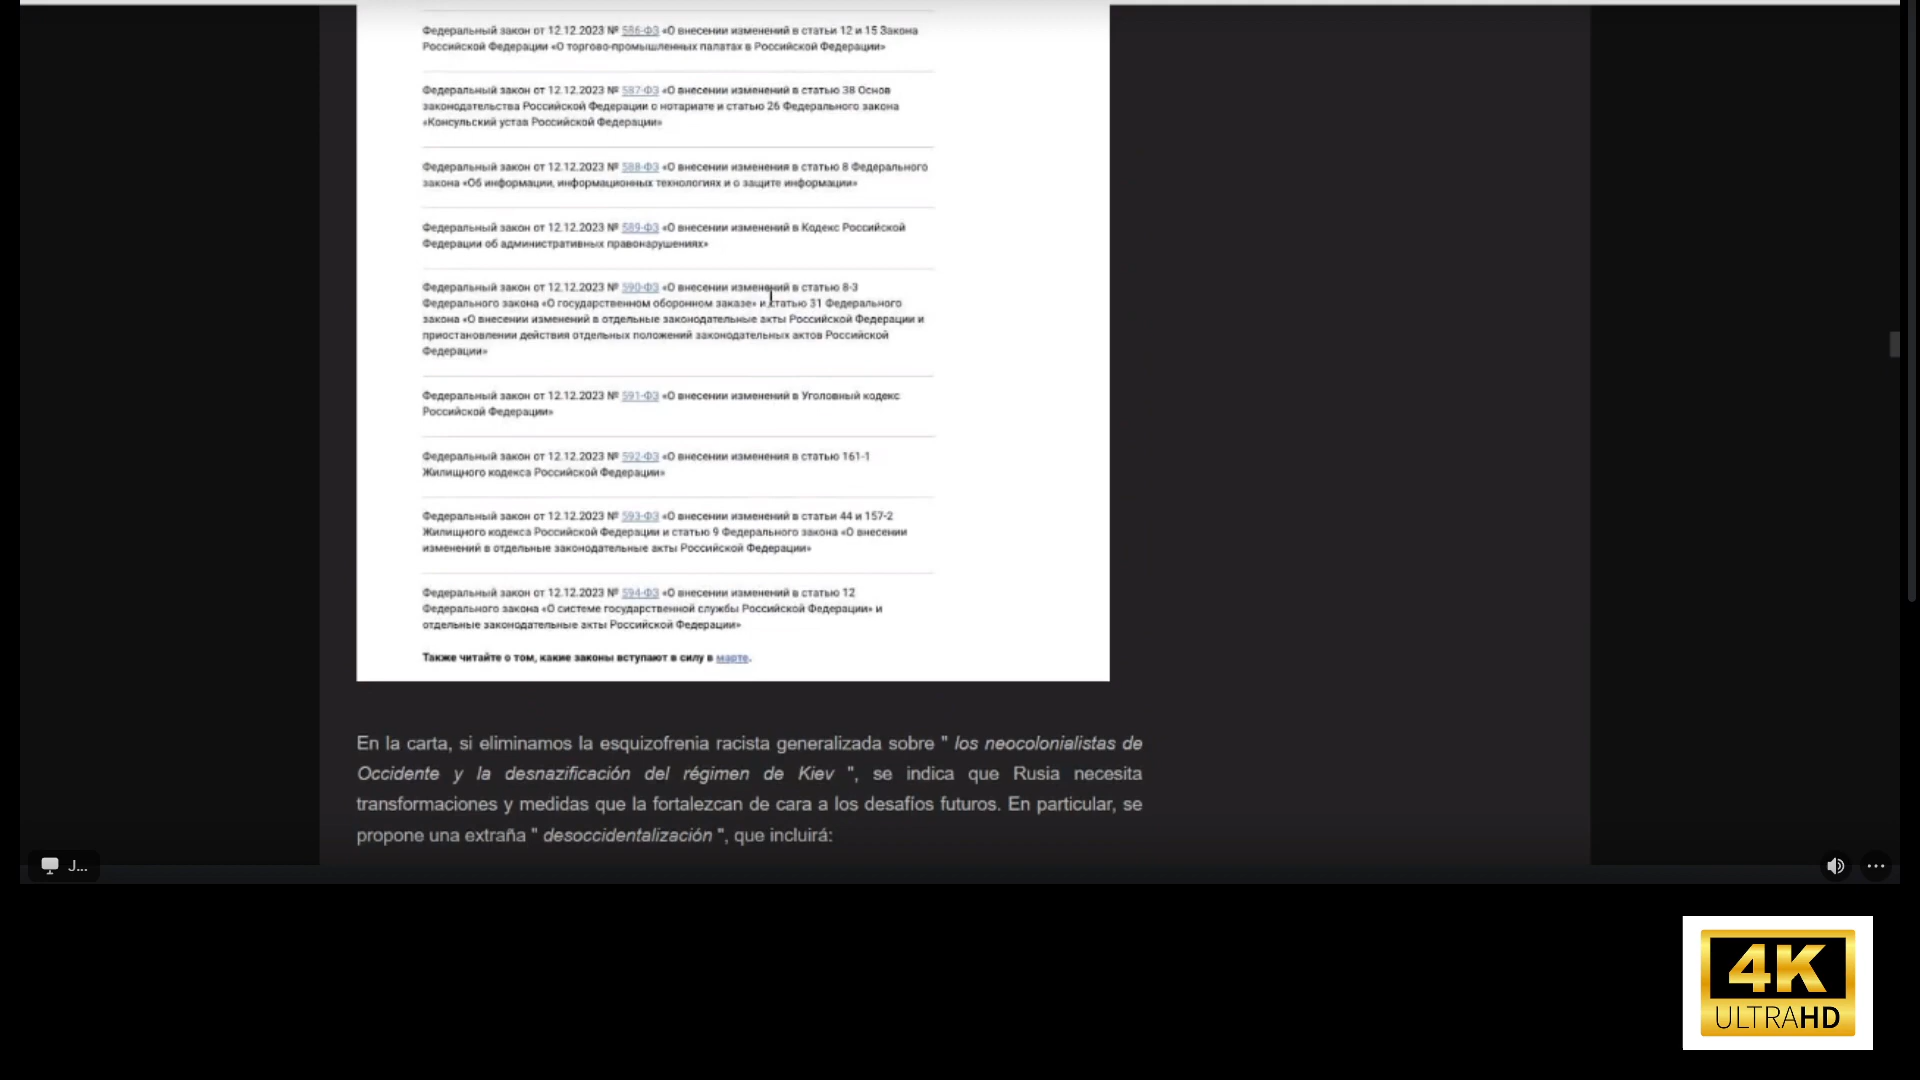 Федеральный закон от 12.12.2023 № 586-ФЗ «О внесении изменений в статьи 12 и 15 Закона
Российской Федерации «О торгово-промышленных палатах в Российской Федерации»
Федеральный закон от 12.12.2023 № 587-ФЗ «О внесении изменений в статью 38 Основ
законодательства Российской Федерации о нотариате и статью 26 Федерального закона
«Консульский устав Российской Федерации»
Федеральный закон от 12.12.2023 № 588-ФЗ «О внесении изменения в статью 8 Федерального
закона «Об информации, информационных технологиях и о защите информации»
Федеральный закон от 12.12.2023 № 589-ФЗ «О внесении изменений в Кодекс Российской
Федерации об административных правонарушениях»
Федеральный закон от 12.12.2023 № 590-ФЗ «О внесении изменений в статью 8-3
Федерального закона «О государственном оборонном заказе» и статью 31 Федерального
закона «О внесении изменений в отдельные законодательные акты Российской Федерации и
приостановлении действия отдельных положений законодательных актов Российской
Федерации»
Федеральный закон от 12.12.2023 № 591-ФЗ «О внесении изменений в Уголовный кодекс
Российской Федерации»
Федеральный закон от 12.12.2023 № 592-ФЗ «О внесении изменения в статью 161-1
Жилищного кодекса Российской Федерации»
Федеральный закон от 12.12.2023 № 593-ФЗ «О внесении изменений в статьи 44 и 157-2
Жилищного кодекса Российской Федерации и статью 9 Федерального закона «О внесении
изменений в отдельные законодательные акты Российской Федерации»
Федеральный закон от 12.12.2023 № 594-ФЗ «О внесении изменений в статью 12
Федерального закона «О системе государственной службы Российской Федерации» и
отдельные законодательные акты Российской Федерации»
Также читайте о том, какие законы вступают в силу в марте.
En la carta, si eliminamos la esquizofrenia racista generalizada sobre " los neocolonialistas de
Occidente y la desnazificación del régimen de Kiev ", se indica que Rusia necesita
transformaciones y medidas que la fortalezcan de cara a los desafíos futuros. En particular, se
propone una extraña " desoccidentalización ", que incluirá:
J...
4K
ULTRAHD